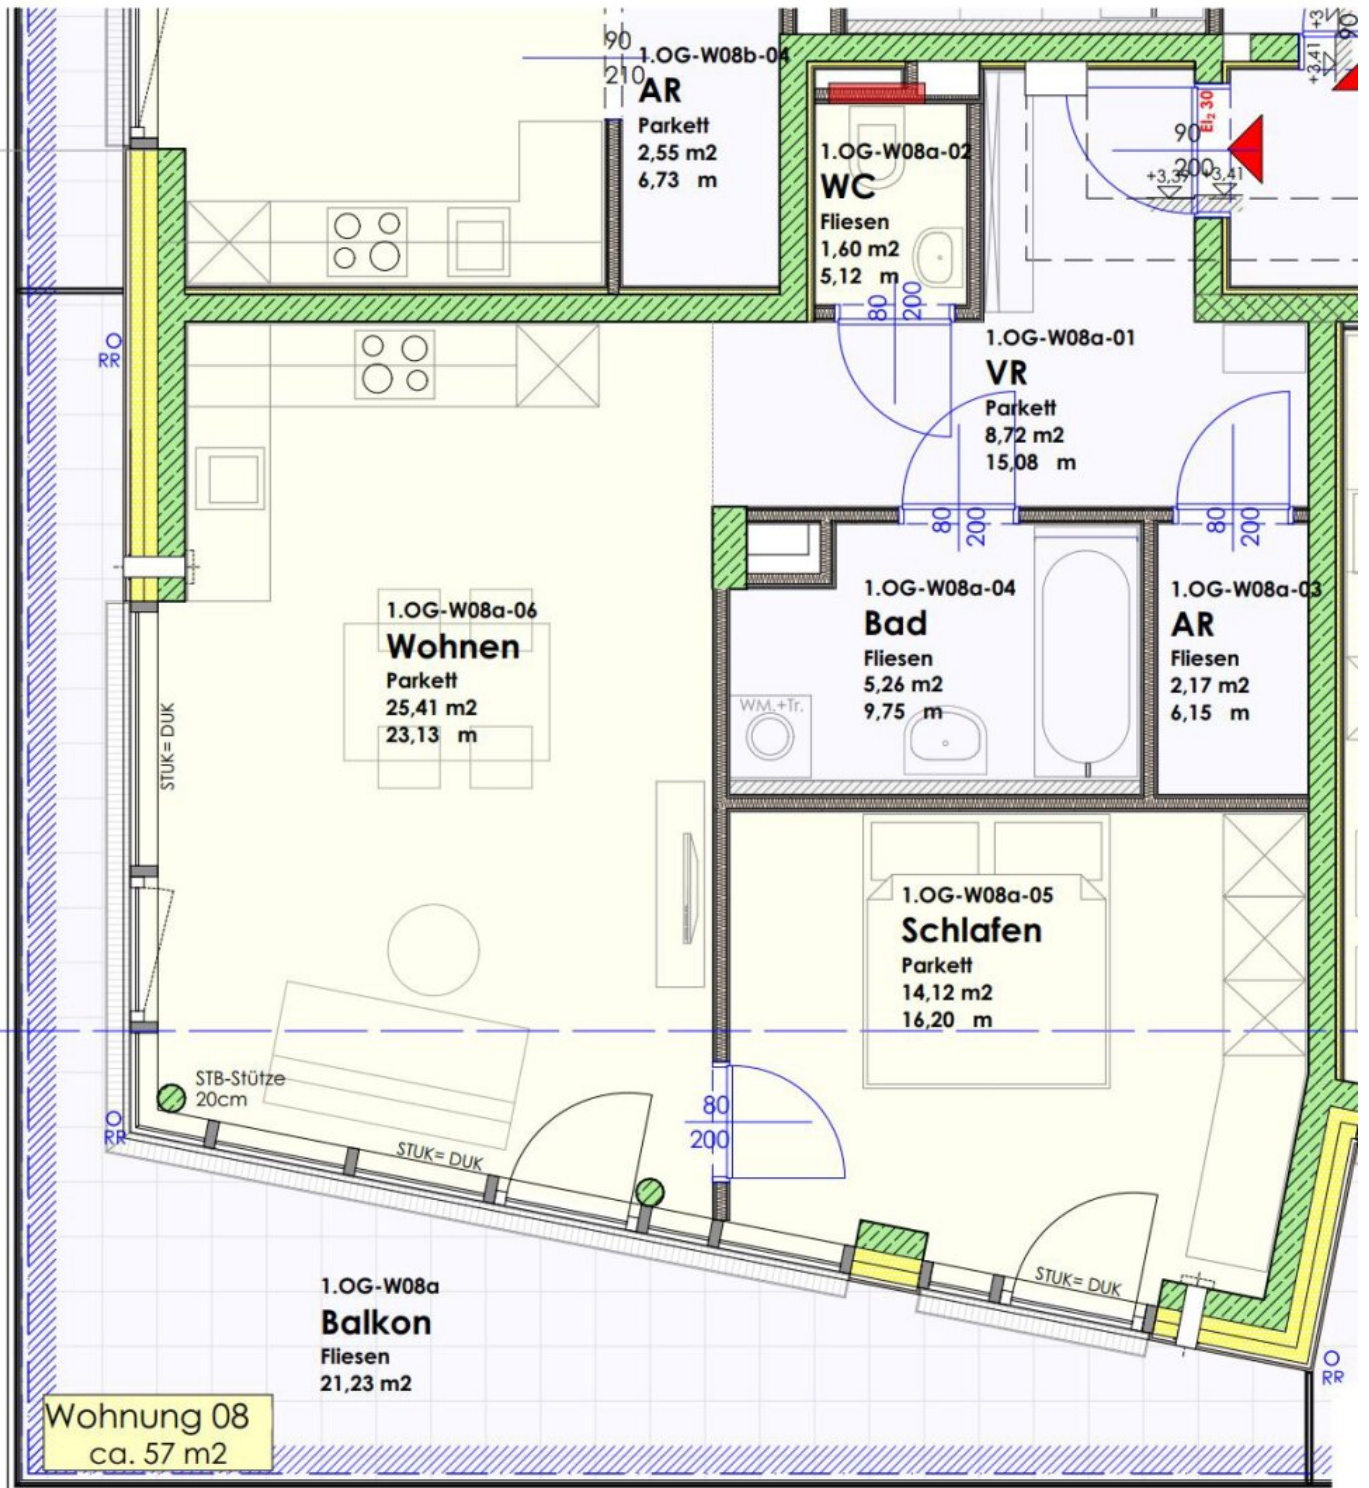 90
210
1.OG-W08b-04
AR
Parkett
2,55 m2
6,73 m
+3,41
90
1.OG-W08a-02
WC
Fliesen
1,60 m2
5,12 m
80
200
EI₂ 30
90
200
+3,39
+3,41
RR
1.OG-W08a-01
VR
Parkett
8,72 m2
15,08 m
80
200
80
200
1.OG-W08a-06
Wohnen
Parkett
25,41 m2
23,13 m
1.OG-W08a-04
Bad
Fliesen
5,26 m2
9,75 m
1.OG-W08a-03
AR
Fliesen
2,17 m2
6,15 m
WM.+Tr.
STUK= DUK
1.OG-W08a-05
Schlafen
Parkett
14,12 m2
16,20 m
STB-Stütze
20cm
RR
80
200
STUK= DUK
STUK= DUK
1.OG-W08a
Balkon
Fliesen
21,23 m2
RR
Wohnung 08
ca. 57 m2